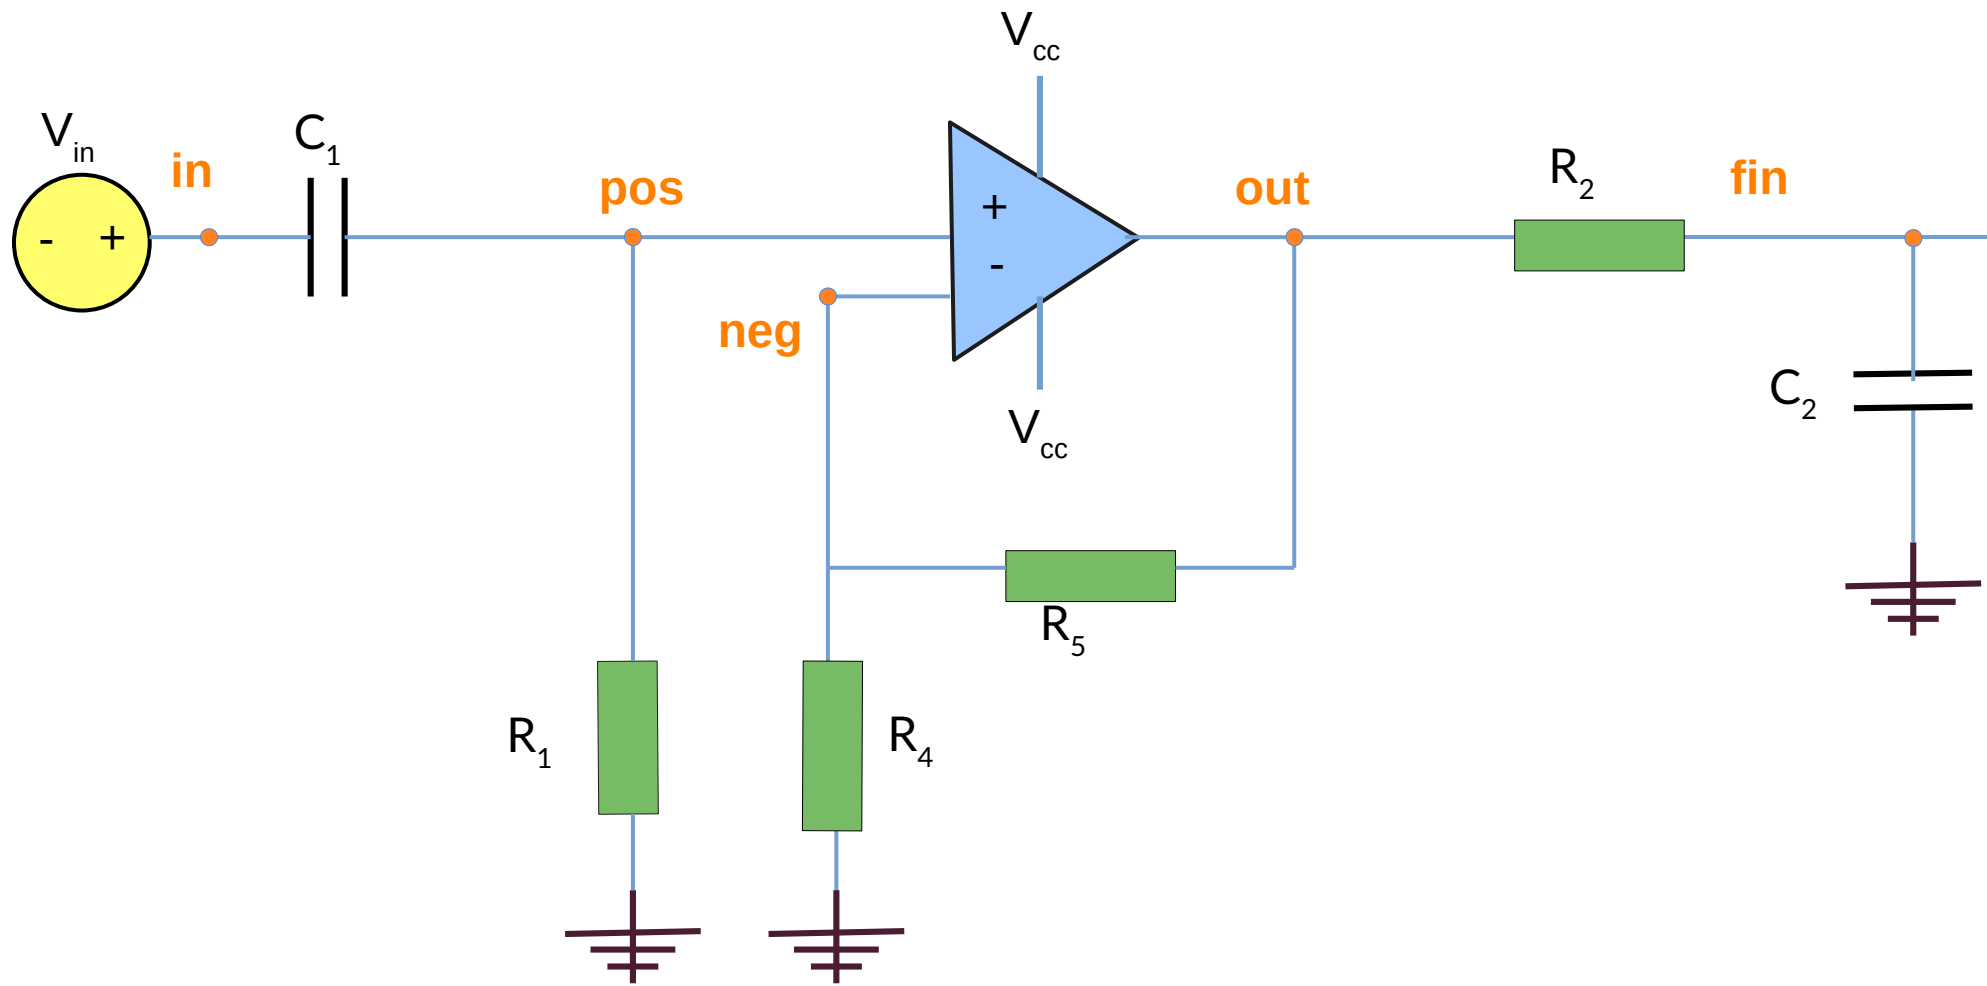 Vcc
Vin
in
C1
pos
out
R2
fin
- +
+
-
neg
Vcc
C2
R5
R1
R4